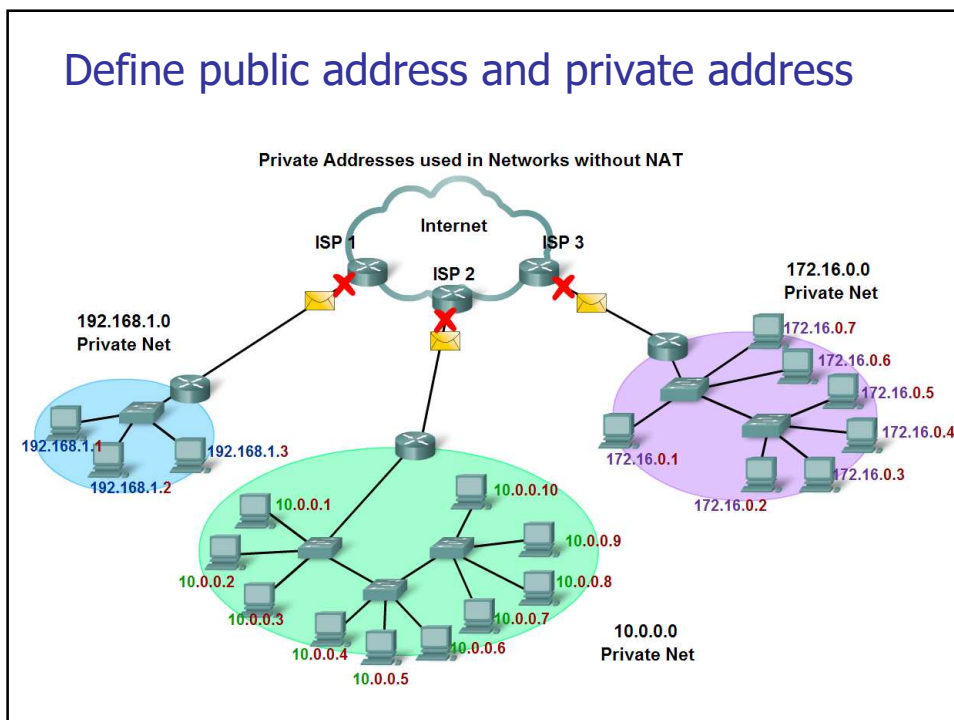 Define public address and private address
Private Addresses used in Networks without NAT
Internet
ISP 1
ISP 2
ISP 3
192.168.1.0
Private Net
192.168.1.1
192.168.1.2
192.168.1.3
172.16.0.0
Private Net
172.16.0.7
172.16.0.6
172.16.0.5
172.16.0.4
172.16.0.3
172.16.0.2
172.16.0.1
10.0.0.1
10.0.0.2
10.0.0.3
10.0.0.4
10.0.0.5
10.0.0.6
10.0.0.7
10.0.0.8
10.0.0.9
10.0.0.10
10.0.0.0
Private Net